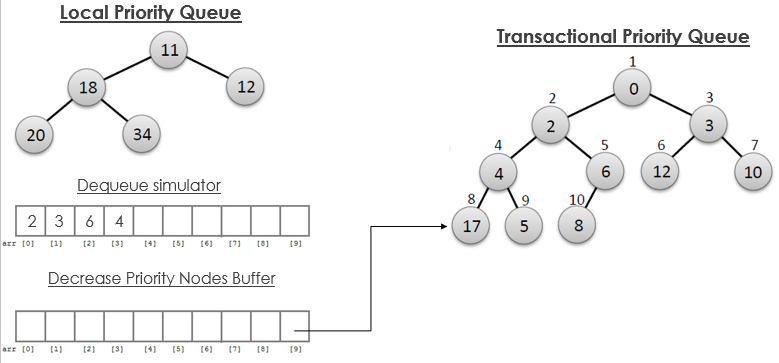 Local Priority Queue
11
18
12
20
34
Dequeue simulator
2 3 6 4
arr [0] [1] [2] [3] [4] [5] [6] [7] [8] [9]
Decrease Priority Nodes Buffer
arr [0] [1] [2] [3] [4] [5] [6] [7] [8] [9]
Transactional Priority Queue
1
0
2 3
2 3
4 5 6 7
4 6 12 10
8 9 10
17 5 8